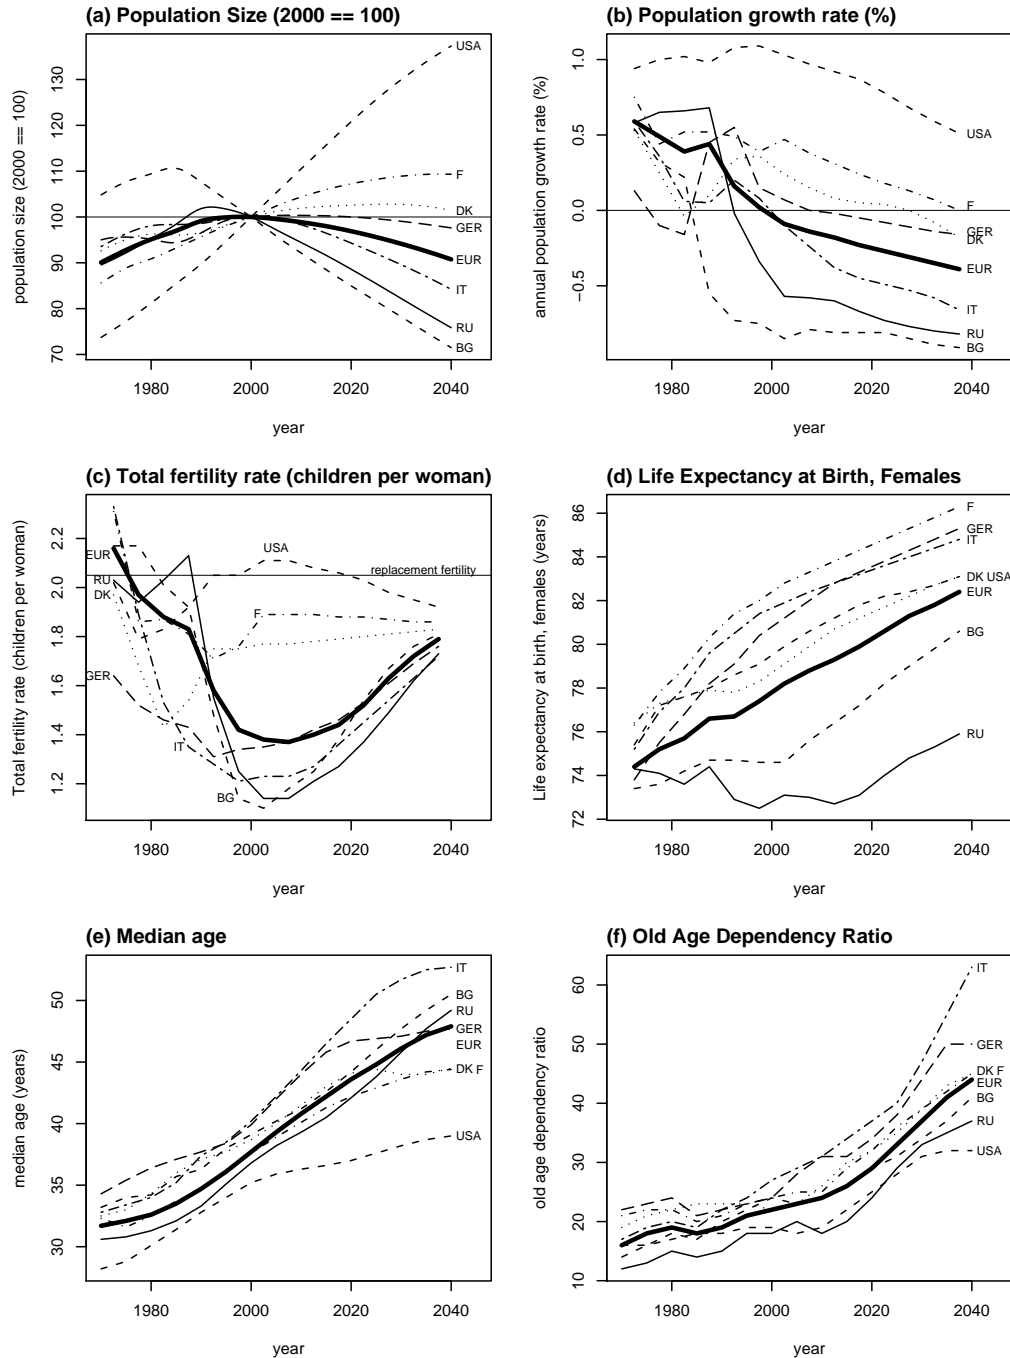 (a) Population Size (2000 == 100)
population size (2000 == 100)
130
120
110
100
90
80
70
USA
F
DK
GER
EUR
IT
RU
BG
1980
2000
2020
2040
year
(b) Population growth rate (%)
annual population growth rate (%)
1.0
0.5
0.0
−0.5
USA
F
GER
DK
EUR
IT
RU
BG
1980
2000
2020
2040
year
(c) Total fertility rate (children per woman)
Total fertility rate (children per woman)
2.2
2.0
1.8
1.6
1.4
1.2
EUR
RU
DK
GER
IT
BG
F
USA
replacement fertility
1980
2000
2020
2040
year
(d) Life Expectancy at Birth, Females
Life expectancy at birth, females (years)
86
84
82
80
78
76
74
72
F
GER
IT
DK USA
EUR
BG
RU
1980
2000
2020
2040
year
(e) Median age
median age (years)
50
45
40
35
30
IT
BG
RU
GER
EUR
DK F
USA
1980
2000
2020
2040
year
(f) Old Age Dependency Ratio
old age dependency ratio
60
50
40
30
20
10
IT
GER
DK F
EUR
BG
RU
USA
1980
2000
2020
2040
year